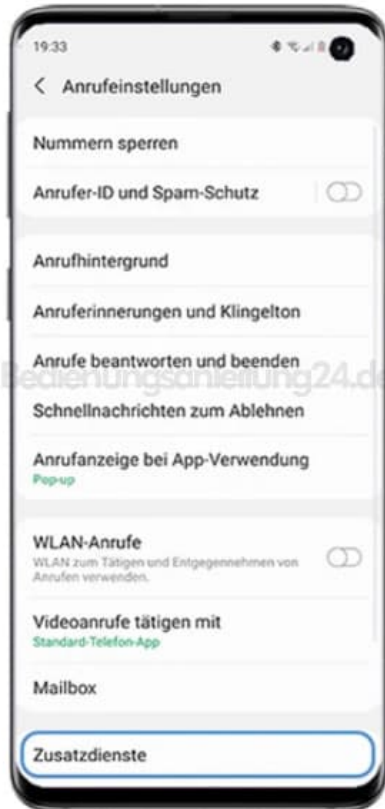 19:33
Anrufeinstellungen
Nummern sperren
Anrufer-ID und Spam-Schutz
Anrufhintergrund
Anruferinnerungen und Klingelton
Anrufe beantworten und beenden
Bedienungsanleitung24.de
Schnellnachrichten zum Ablehnen
Anrufanzeige bei App-Verwendung
Pop-up
WLAN-Anrufe
WLAN zum Tätigen und Entgegennehmen von
Anrufen verwenden.
Videoanrufe tätigen mit
Standard-Telefon-App
Mailbox
Zusatzdienste